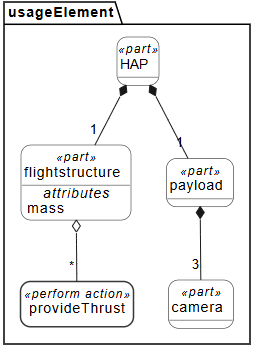 usageElement
«part»
HAP
1
1
«part»
flightstructure
attributes
mass
«part»
payload
*
3
«perform action»
provideThrust
«part»
camera